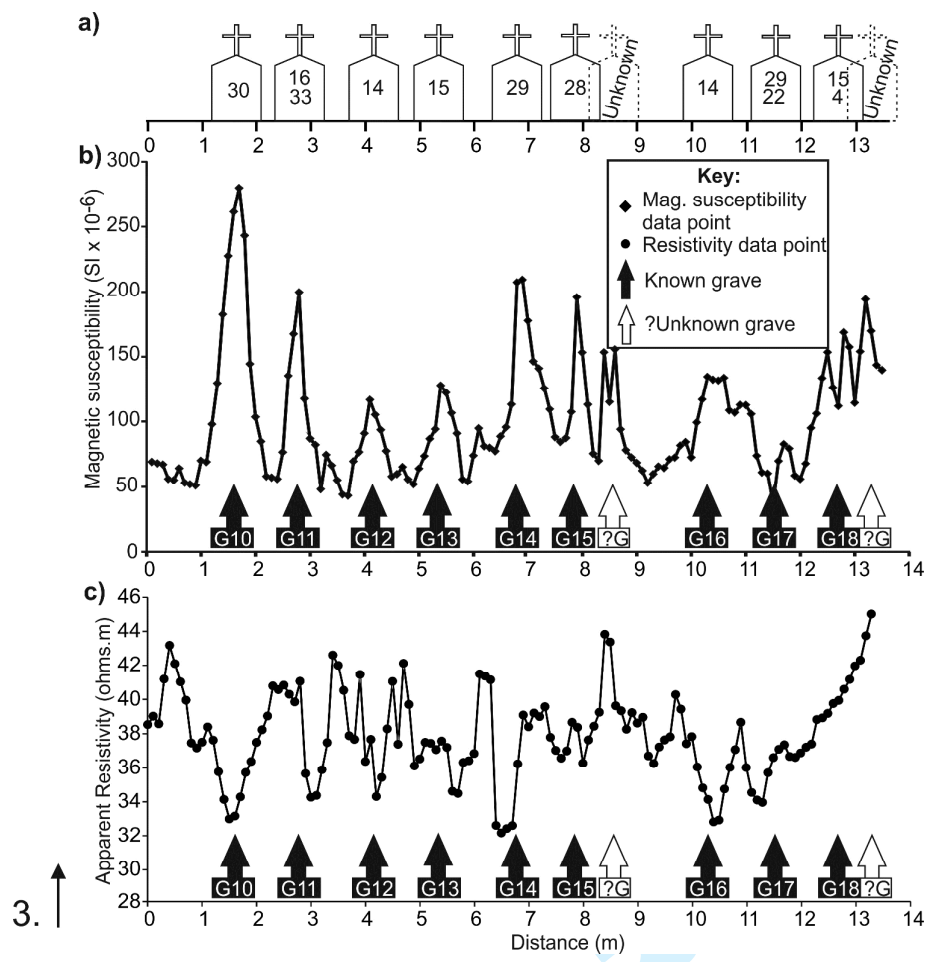 a)
30
16
33
14
15
29
28
Unknown
14
29
22
15
4
Unknown
0 1 2 3 4 5 6 7 8 9 10 11 12 13
b)
300
250
200
150
100
50
0
Magnetic susceptibility (SI x 10-6)
Key:
Mag. susceptibility
data point
Resistivity data point
Known grave
?Unknown grave
G10 G11 G12 G13 G14 G15 ?G G16 G17 G18 ?G
0 1 2 3 4 5 6 7 8 9 10 11 12 13 14
c)
46
44
42
40
38
36
34
32
30
28
Apparent Resistivity (ohms.m)
G10 G11 G12 G13 G14 G15 ?G G16 G17 G18 ?G
0 1 2 3 4 5 6 7 8 9 10 11 12 13 14
Distance (m)
3.